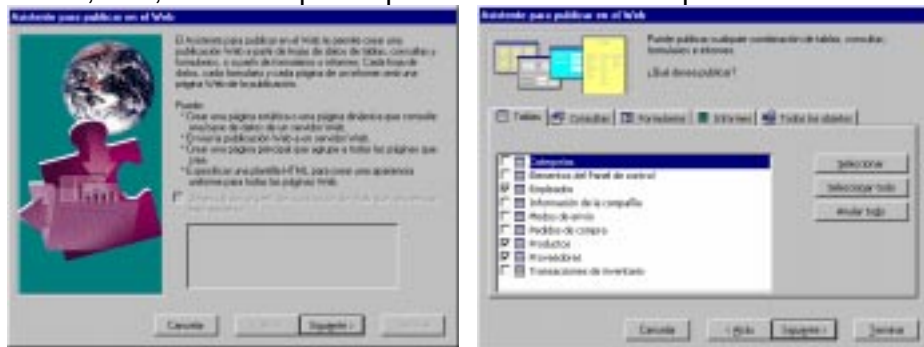 Asistente para publicar en el Web
El Asistente para publicar en el Web le permite crear una
publicación Web a partir de hojas de datos de tablas, consultas y
formularios, o a partir de formularios o informes. Cada hoja de
datos, cada formulario y cada página de un informe será una
página Web de la publicación.
Puede:
* Crear una página estática o una página dinámica que consulte
una base de datos de un servidor Web.
* Enviar la publicación Web a un servidor Web.
* Crear una página principal que agrupe a todas las páginas que
cree.
* Especificar una plantilla HTML para crear una apariencia
uniforme para todas las páginas Web.
Cancelar
Siguiente >
Asistente para publicar en el Web
Puede publicar cualquier combinación de tablas, consultas,
formularios e informes.
¿Qué desea publicar?
Tablas
Consultas
Formularios
Informes
Todos los objetos
Categorías
Elementos del Panel de control
Empleados
Información de la compañía
Modos de envío
Pedidos de compra
Productos
Proveedores
Transacciones de inventario
Seleccionar
Seleccionar todo
Anular todo
Cancelar
< Atrás
Siguiente >
Terminar